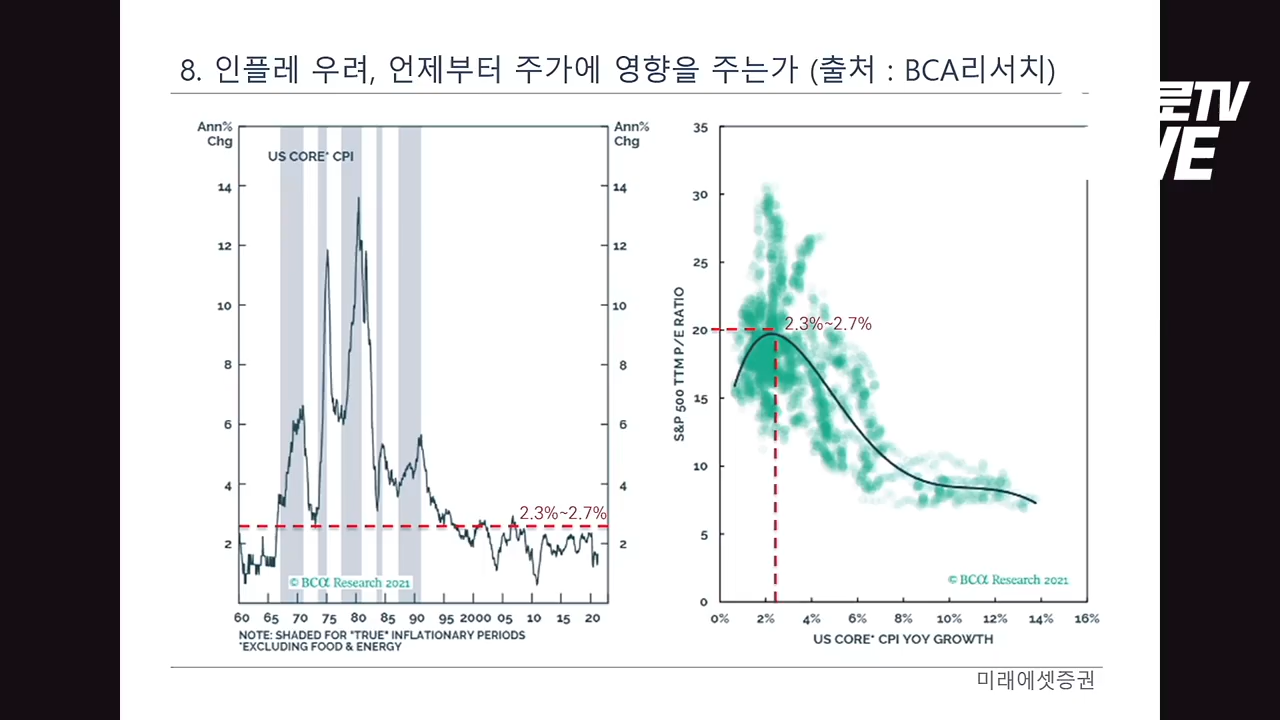 8. 인플레 우려, 언제부터 주가에 영향을 주는가 (출처 : BCA리서치)
로TV
IVE
Ann%
Chg
Ann%
Chg
US CORE* CPI
14
12
10
8
6
4
2
14
12
10
8
6
4
2
2.3%~2.7%
© BCA Research 2021
60 65 70 75 80 85 90 95 2000 05 10 15 20
NOTE: SHADED FOR "TRUE" INFLATIONARY PERIODS
*EXCLUDING FOOD & ENERGY
S&P 500 TTM P/E RATIO
35
30
25
20
15
10
5
0
2.3%~2.7%
© BCA Research 2021
0% 2% 4% 6% 8% 10% 12% 14% 16%
US CORE* CPI YOY GROWTH
미래에셋증권